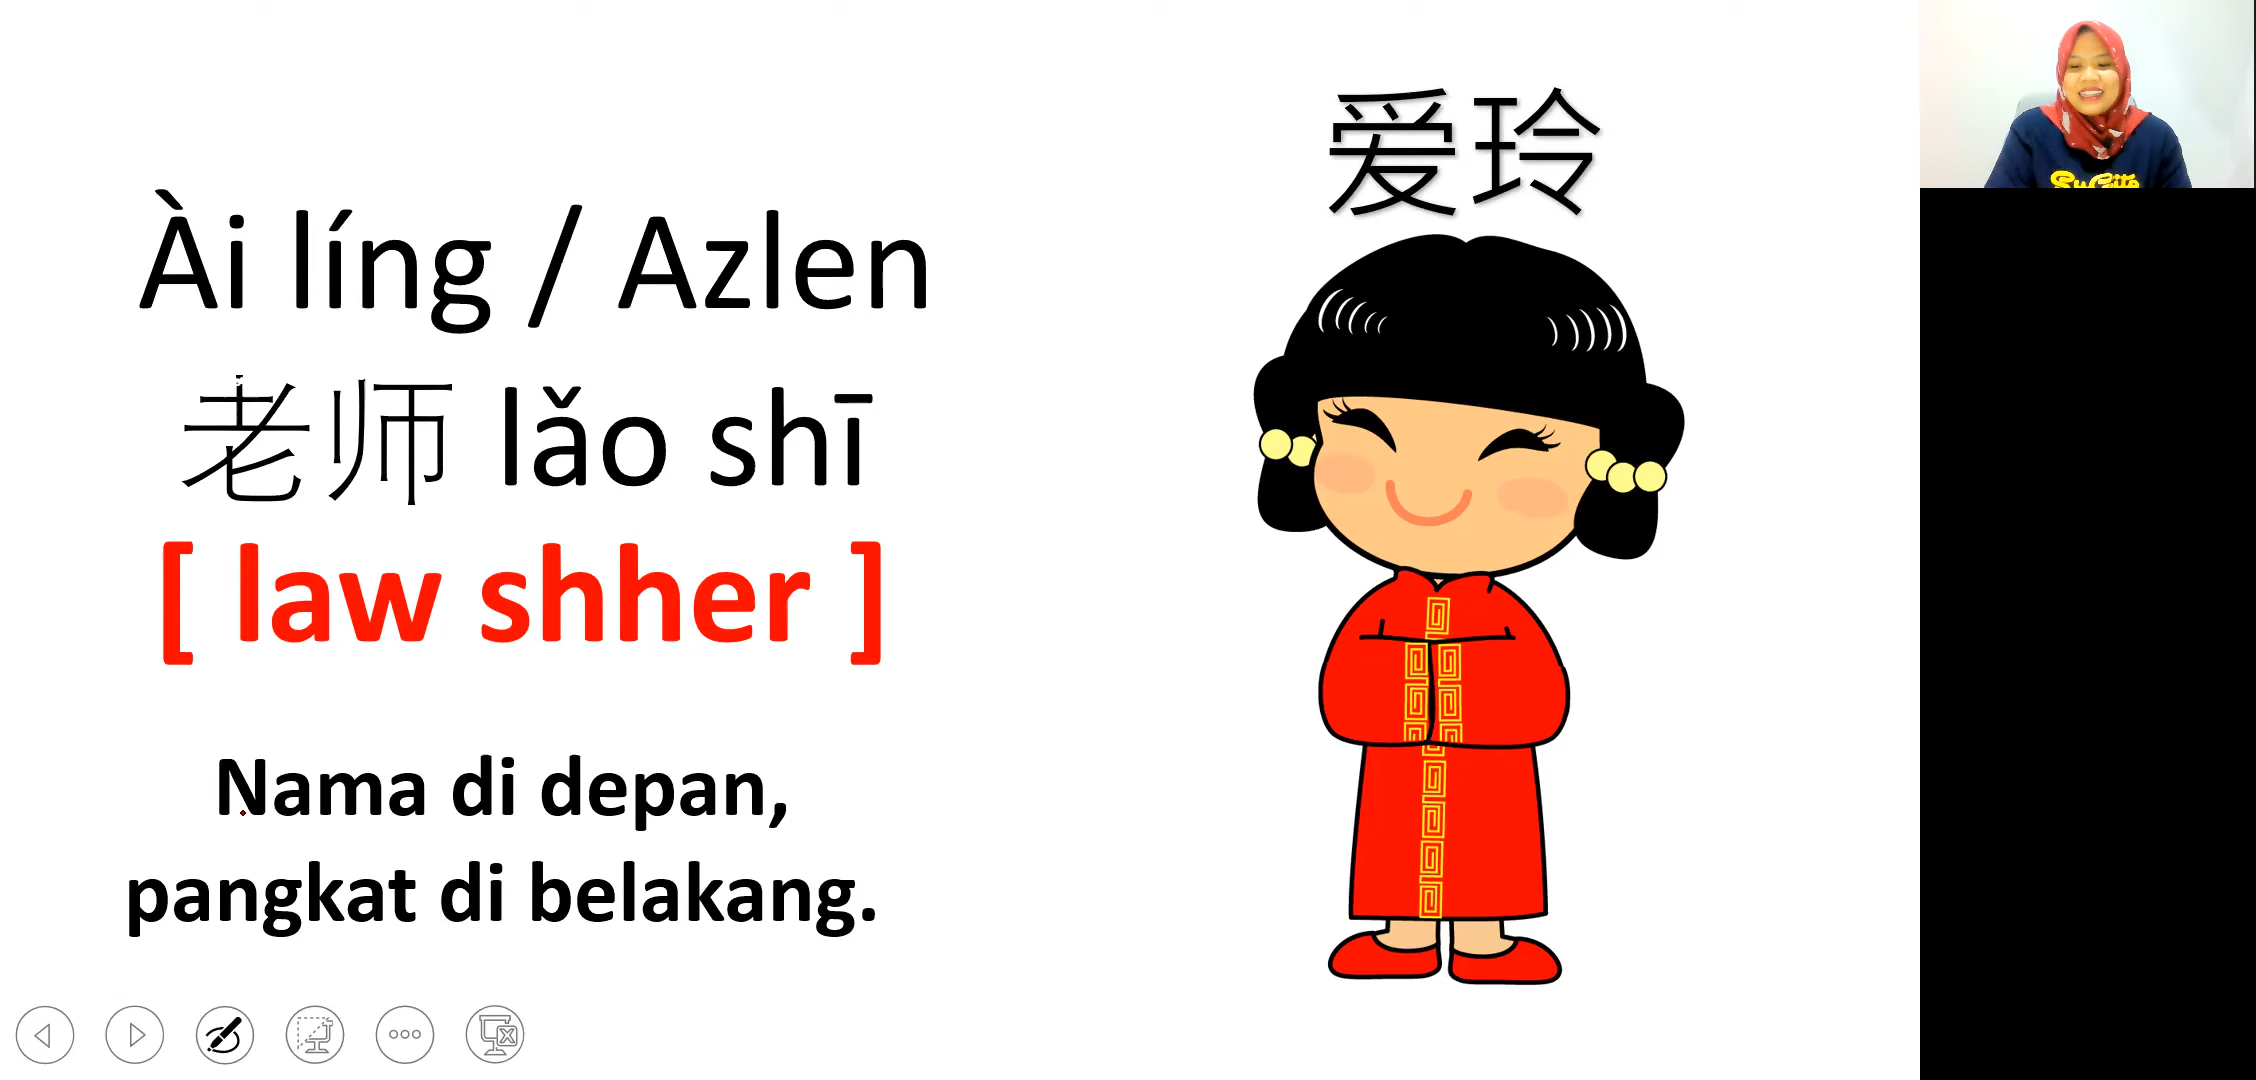 爱玲
Ài líng / Azlen
老师 lǎo shī
[ law shher ]
Nama di depan,
pangkat di belakang.